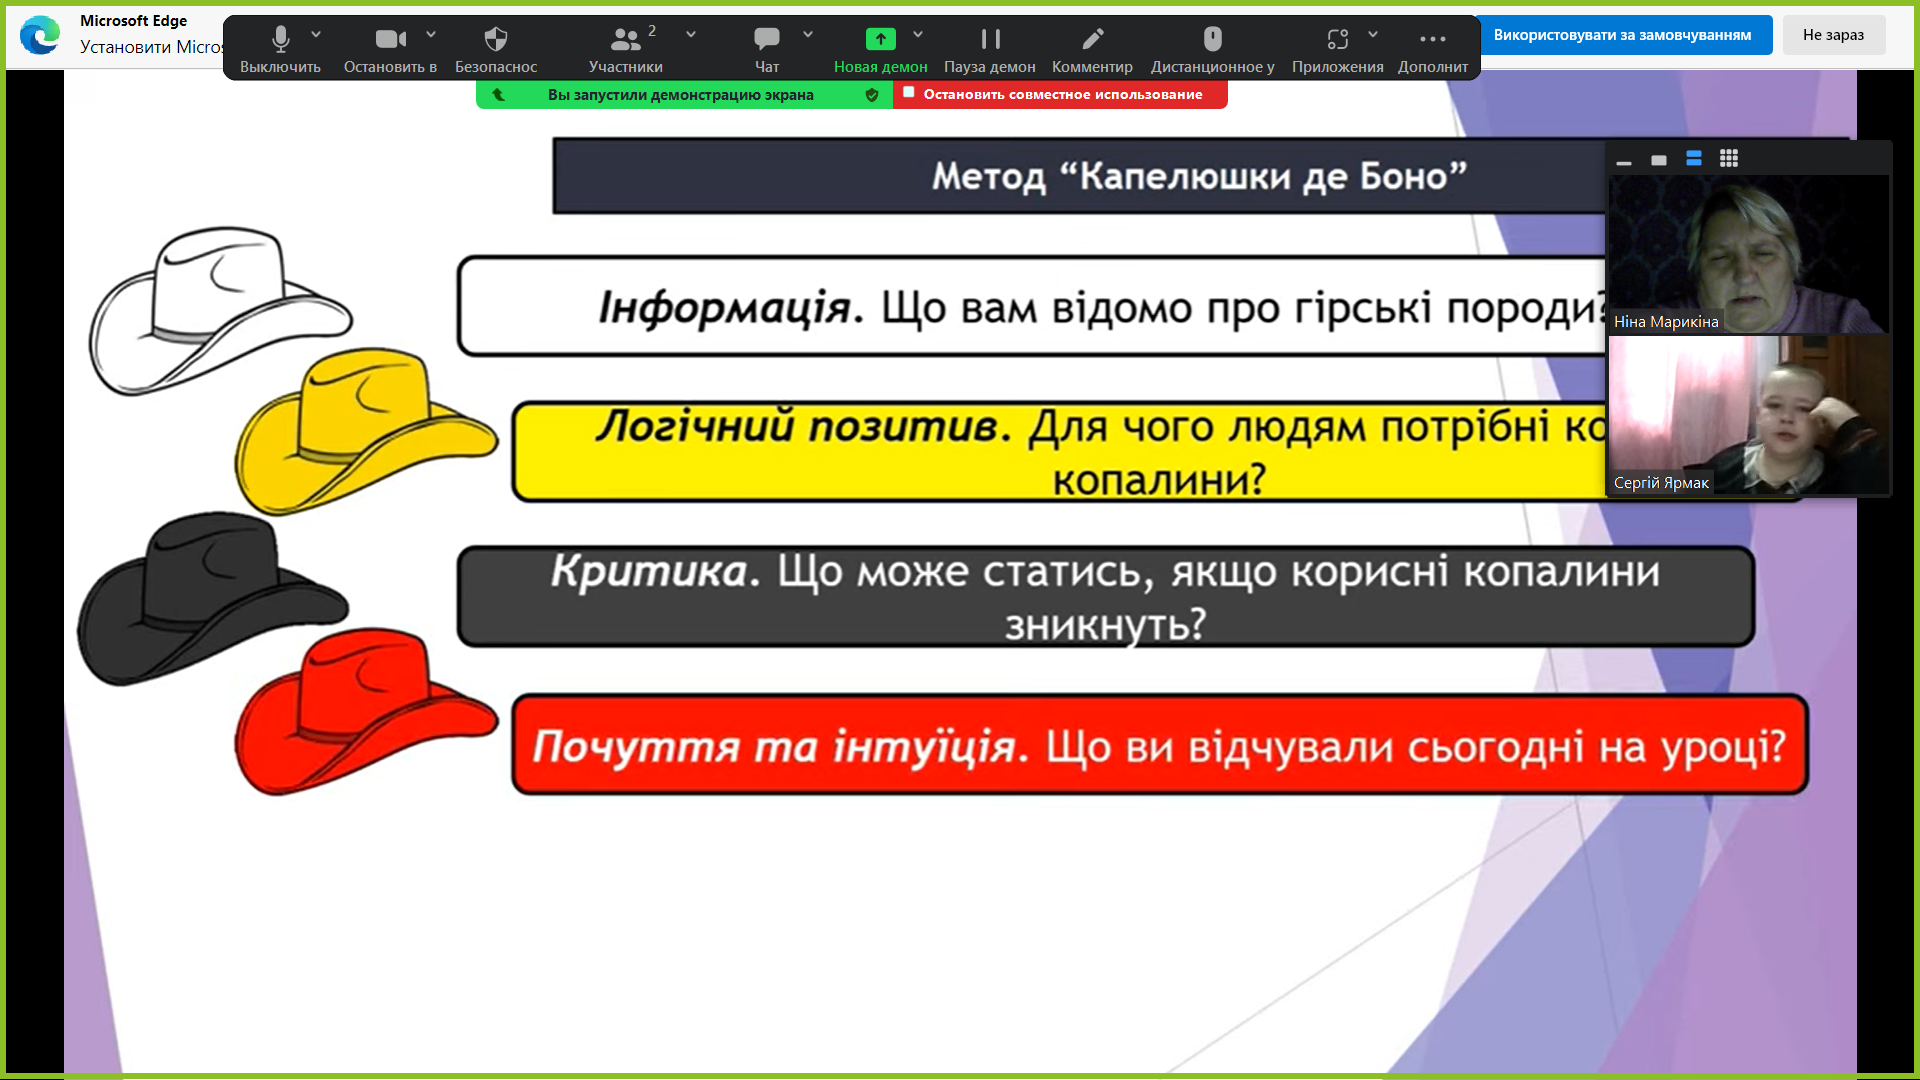 Microsoft Edge
Установити Micros
Выключить
Остановить в
Безопаснос
Участники
2
Чат
Новая демон
Пауза демон
Комментир
Дистанционное у
Приложения
Дополнит
Використовувати за замовчуванням
Не зараз
Вы запустили демонстрацию экрана
Остановить совместное использование
Метод “Капелюшки де Боно”
Інформація. Що вам відомо про гірські породи?
Логічний позитив. Для чого людям потрібні ко
копалини?
Критика. Що може статись, якщо корисні копалини
зникнуть?
Почуття та інтуїція. Що ви відчували сьогодні на уроці?
Ніна Марикіна
Сергій Ярмак